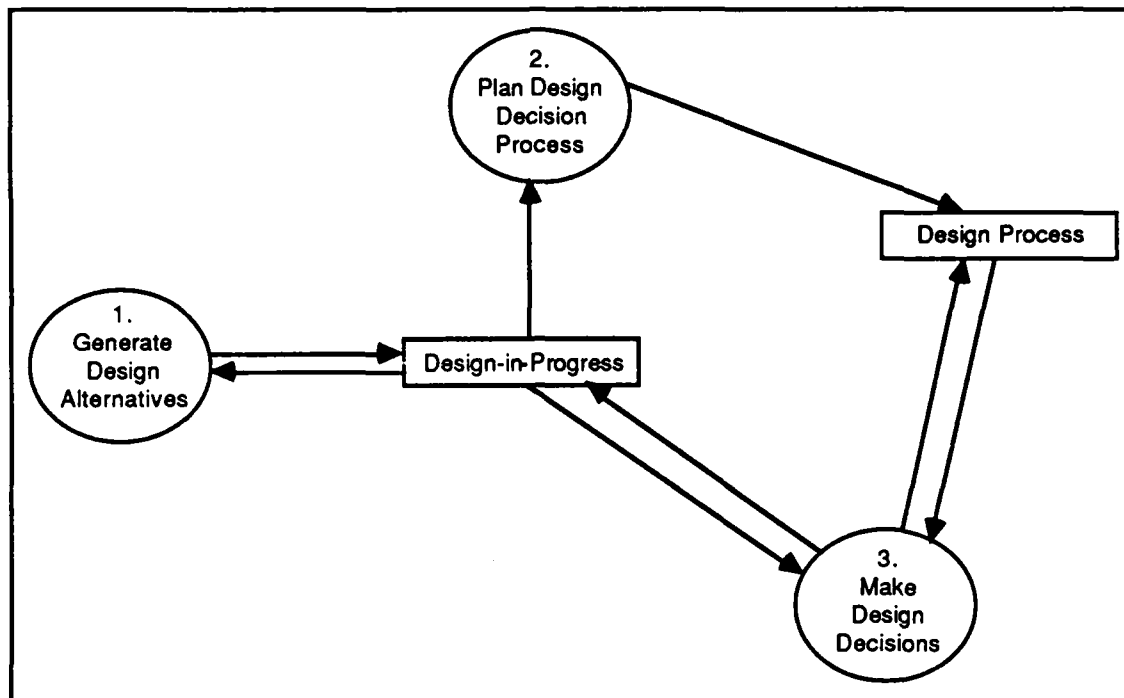 2.
Plan Design
Decision
Process
Design Process
1.
Generate
Design
Alternatives
Design-in-Progress
3.
Make
Design
Decisions